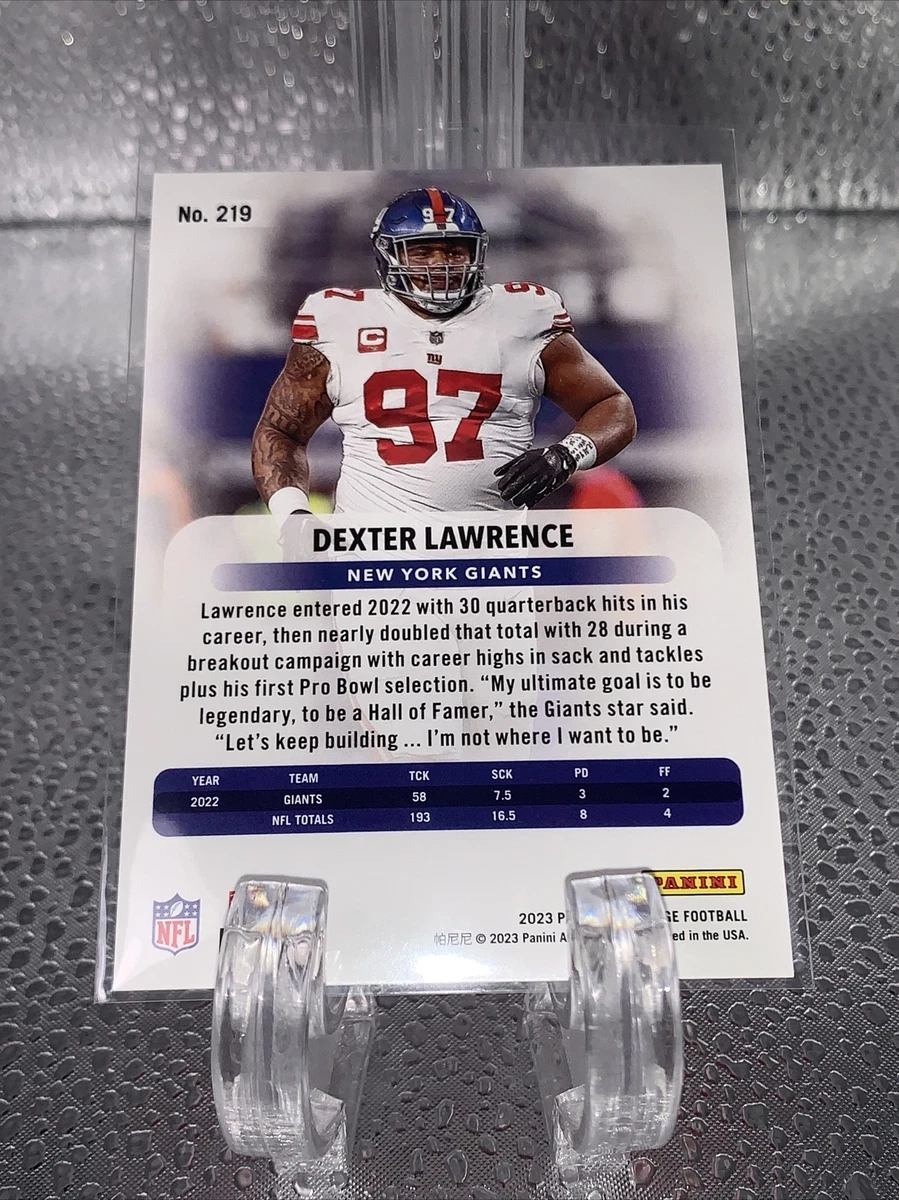 No. 219
97
97
97
C
NY
97
DEXTER LAWRENCE
NEW YORK GIANTS
Lawrence entered 2022 with 30 quarterback hits in his
career, then nearly doubled that total with 28 during a
breakout campaign with career highs in sack and tackles
plus his first Pro Bowl selection. “My ultimate goal is to be
legendary, to be a Hall of Famer,” the Giants star said.
“Let’s keep building ... I’m not where I want to be.”
YEAR TEAM TCK SCK PD FF
2022 GIANTS 58 7.5 3 2
NFL TOTALS 193 16.5 8 4
NFL
PANINI
2023 P GE FOOTBALL
帕尼尼 © 2023 Panini A ed in the USA.